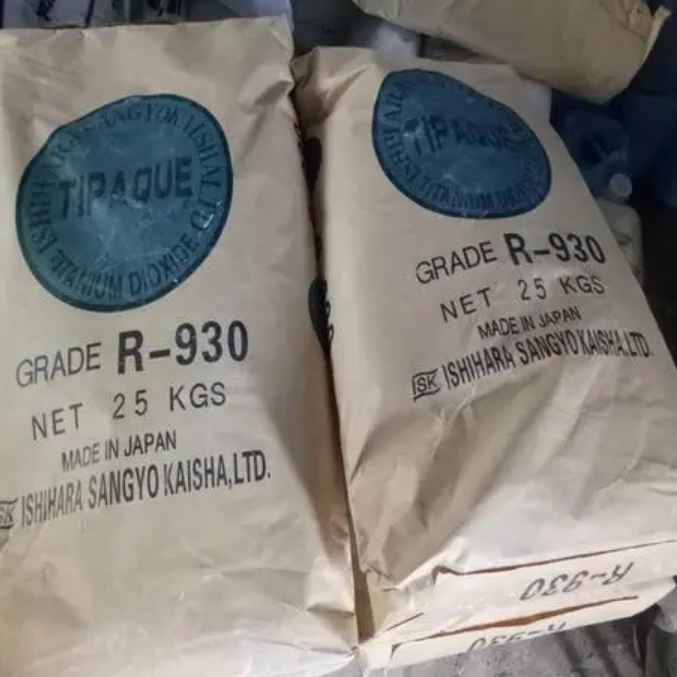 ISHIHARA SANGYO KAISHA LTD.
TIPAQUE
TITANIUM DIOXIDE
GRADE R-930
NET 25 KGS
MADE IN JAPAN
ISK ISHIHARA SANGYO KAISHA,LTD.
TIPAQUE
TITANIUM DIOXIDE
GRADE R-930
NET 25 KGS
MADE IN JAPAN
ISK ISHIHARA SANGYO KAISHA,LTD.
R-930
R-930